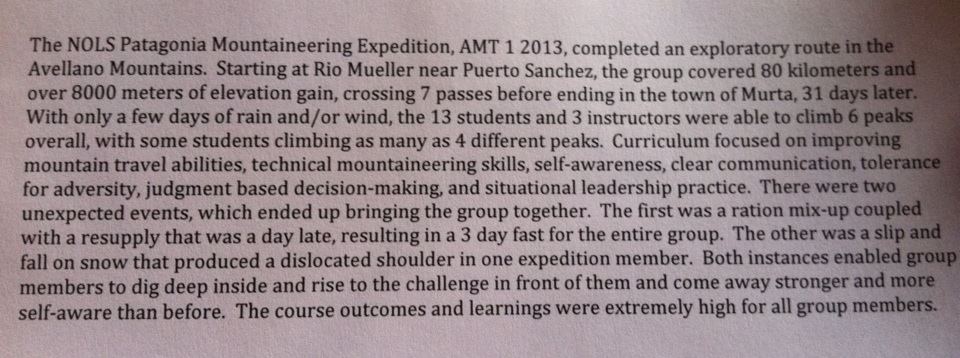 The NOLS Patagonia Mountaineering Expedition, AMT 1 2013, completed an exploratory route in the
Avellano Mountains.  Starting at Rio Mueller near Puerto Sanchez, the group covered 80 kilometers and
over 8000 meters of elevation gain, crossing 7 passes before ending in the town of Murta, 31 days later.
With only a few days of rain and/or wind, the 13 students and 3 instructors were able to climb 6 peaks
overall, with some students climbing as many as 4 different peaks.  Curriculum focused on improving
mountain travel abilities, technical mountaineering skills, self-awareness, clear communication, tolerance
for adversity, judgment based decision-making, and situational leadership practice.  There were two
unexpected events, which ended up bringing the group together.  The first was a ration mix-up coupled
with a resupply that was a day late, resulting in a 3 day fast for the entire group.  The other was a slip and
fall on snow that produced a dislocated shoulder in one expedition member.  Both instances enabled group
members to dig deep inside and rise to the challenge in front of them and come away stronger and more
self-aware than before.  The course outcomes and learnings were extremely high for all group members.